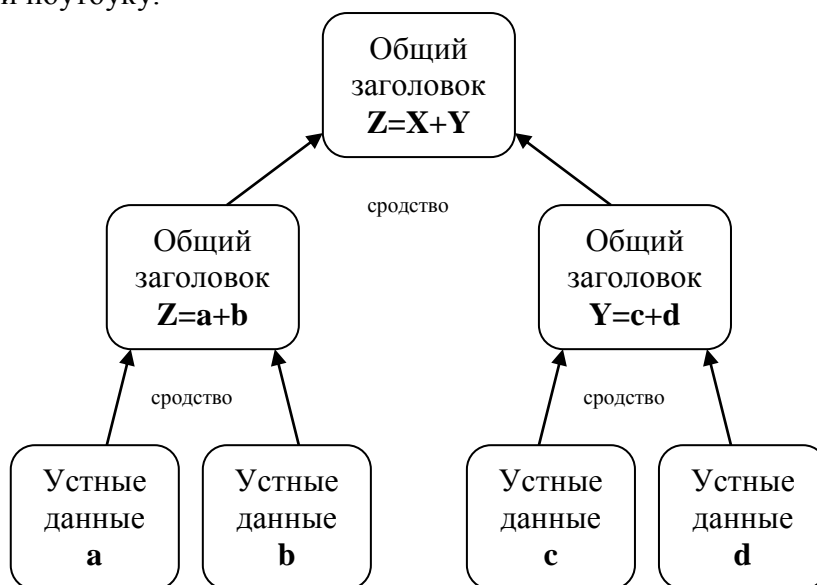 Общий
заголовок
Z=X+Y
сродство
Общий
заголовок
Z=a+b
Общий
заголовок
Y=c+d
сродство
сродство
Устные
данные
a
Устные
данные
b
Устные
данные
c
Устные
данные
d